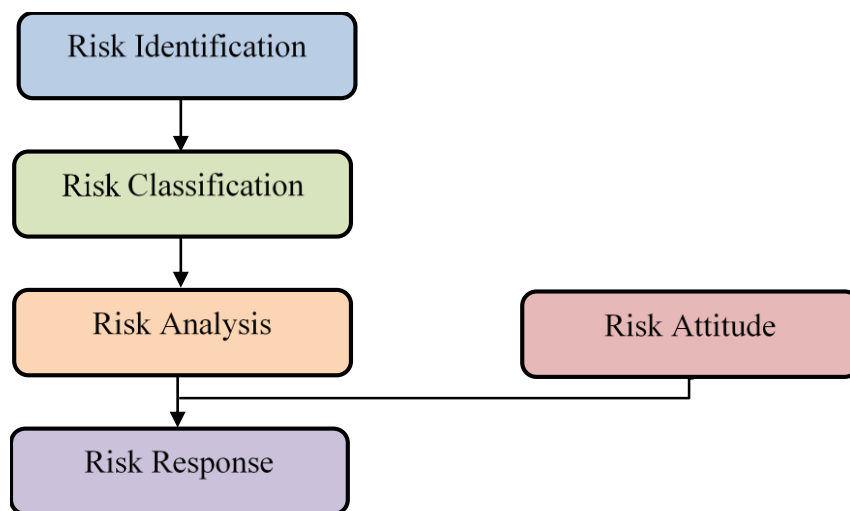 Risk Identification
Risk Classification
Risk Analysis
Risk Attitude
Risk Response